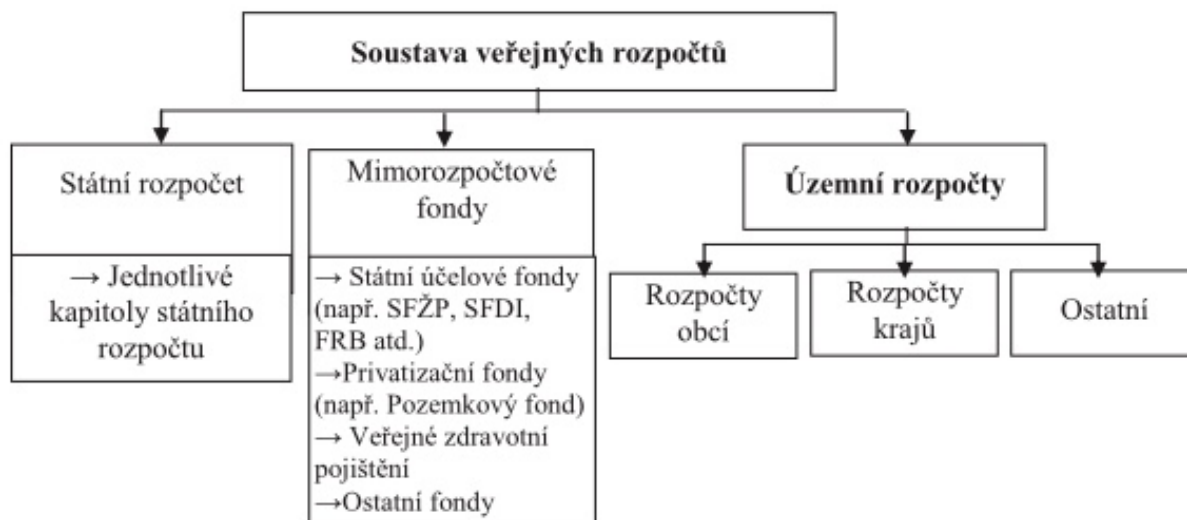 Soustava veřejných rozpočtů
Státní rozpočet
→ Jednotlivé
kapitoly státního
rozpočtu
Mimorozpočtové
fondy
→ Státní účelové fondy
(např. SFŽP, SFDI,
FRB atd.)
→Privatizační fondy
(např. Pozemkový fond)
→ Veřejné zdravotní
pojištění
→Ostatní fondy
Územní rozpočty
Rozpočty
obcí
Rozpočty
krajů
Ostatní